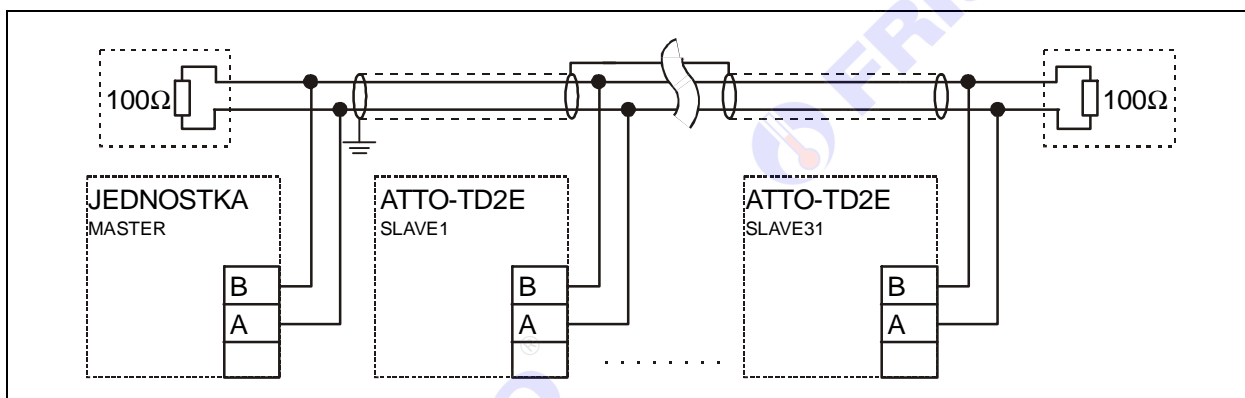 100Ω
100Ω
JEDNOSTKA
MASTER
B
A
ATTO-TD2E
SLAVE1
B
A
. . . . . . . .
ATTO-TD2E
SLAVE31
B
A